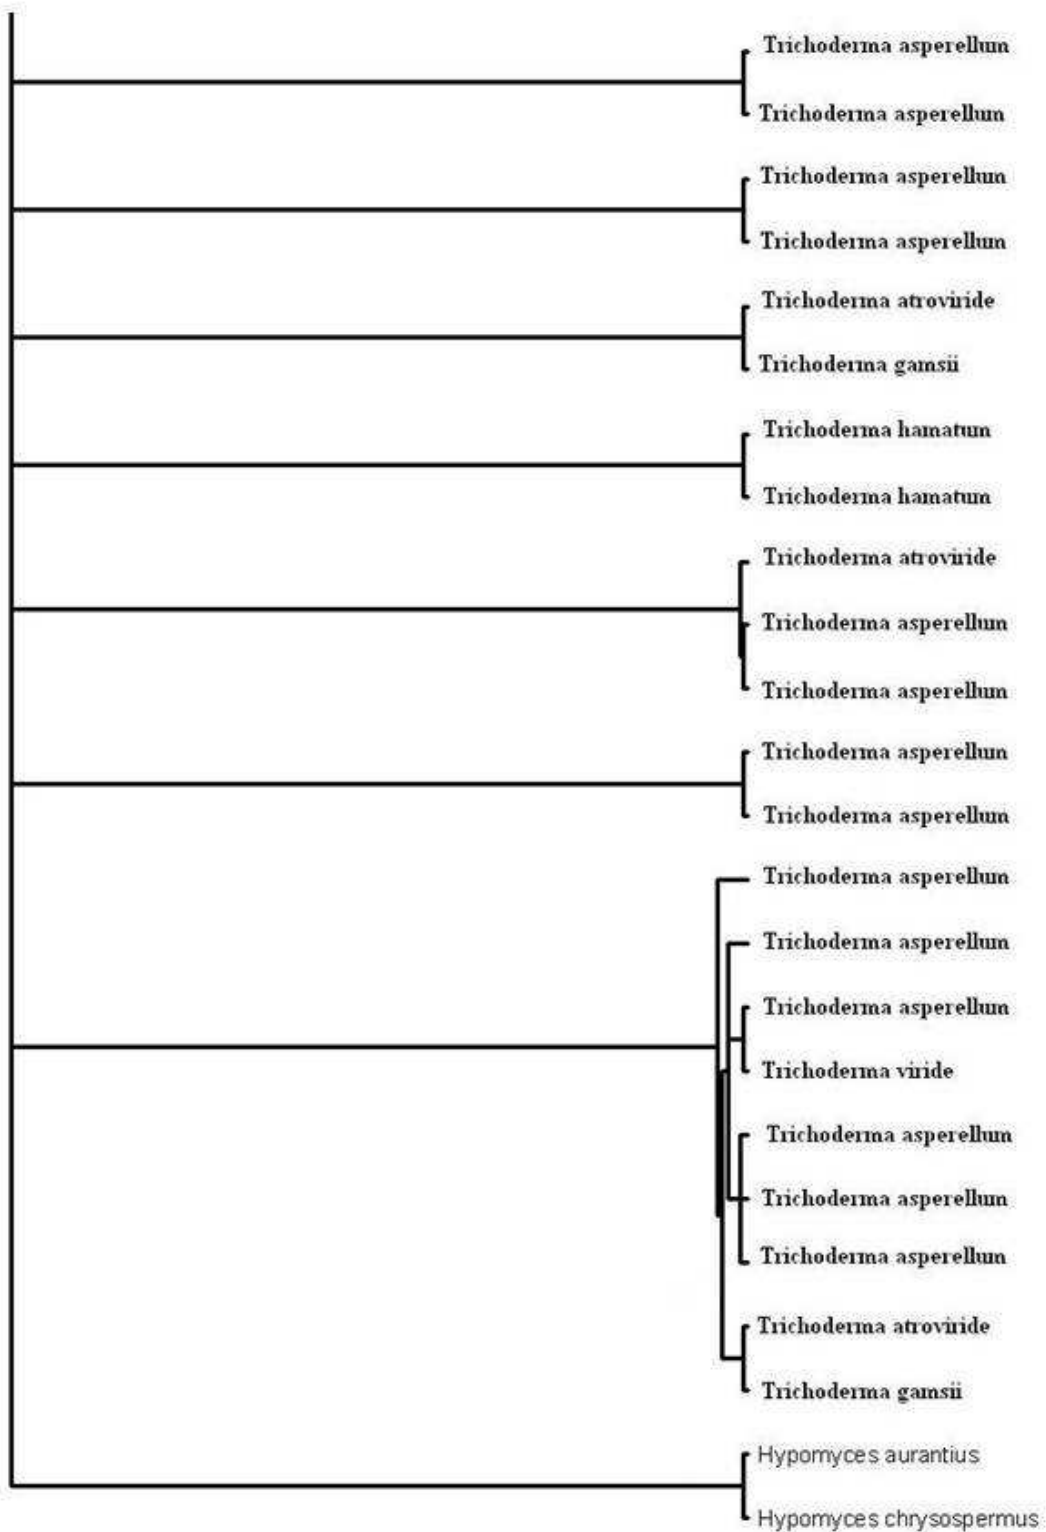 Trichoderma asperellum
Trichoderma asperellum
Trichoderma asperellum
Trichoderma asperellum
Trichoderma atroviride
Trichoderma gamsii
Trichoderma hamatum
Trichoderma hamatum
Trichoderma atroviride
Trichoderma asperellum
Trichoderma asperellum
Trichoderma asperellum
Trichoderma asperellum
Trichoderma asperellum
Trichoderma asperellum
Trichoderma asperellum
Trichoderma viride
Trichoderma asperellum
Trichoderma asperellum
Trichoderma asperellum
Trichoderma atroviride
Trichoderma gamsii
Hypomyces aurantius
Hypomyces chrysospermus